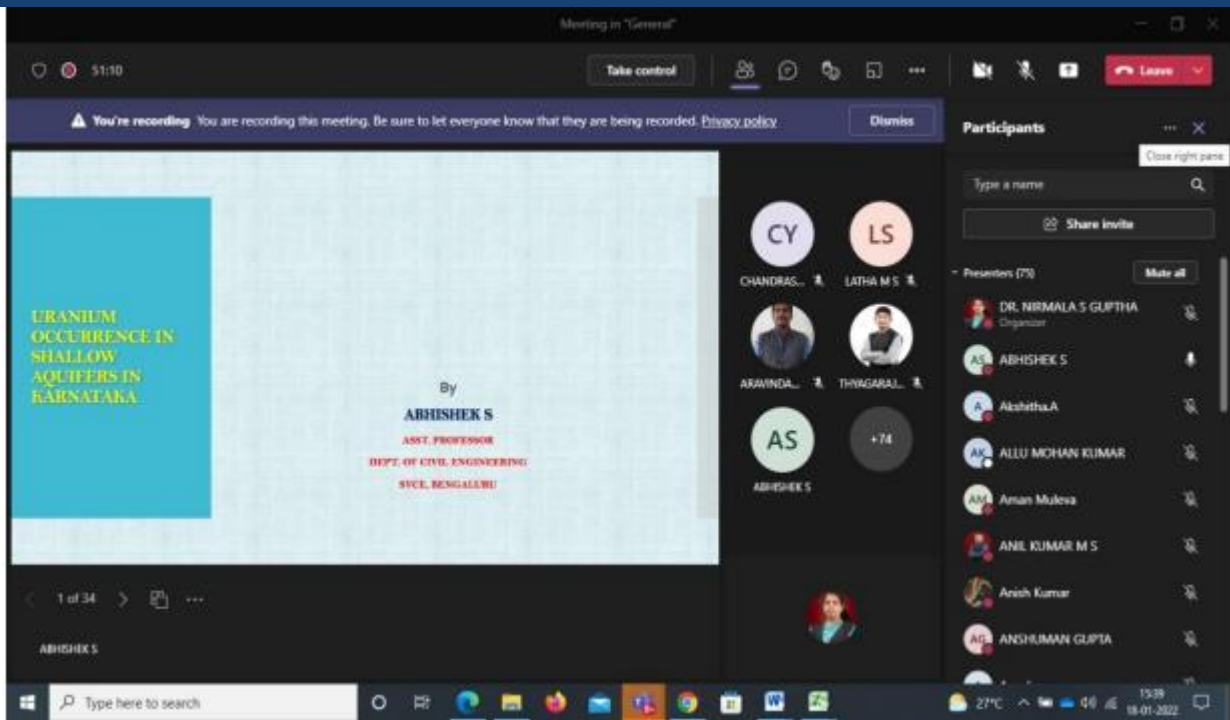 Meeting in "General"
51:10
Take control
Leave
You're recording You are recording this meeting. Be sure to let everyone know that they are being recorded. Privacy policy
Dismiss
Participants
Close right pane
Type a name
Share invite
Presenters (75)
Mute all
DR. NIRMALA S GUPTHA
Organizer
AS
ABHISHEK S
A
Akshitha.A
AK
ALLU MOHAN KUMAR
AM
Aman Muleva
ANIL KUMAR M S
Anish Kumar
AG
ANSHUMAN GUPTA
URANIUM
OCCURRENCE IN
SHALLOW
AQUIFERS IN
KARNATAKA
By
ABHISHEK S
ASST. PROFESSOR
DEPT. OF CIVIL ENGINEERING
SVCE, BENGALURU
CY
CHANDRAS...
LS
LATHA M S
ARAVINDA...
THYAGARAJ...
AS
ABHISHEK S
+74
1 of 34
ABHISHEK S
Type here to search
27°C
15:39
18-01-2022